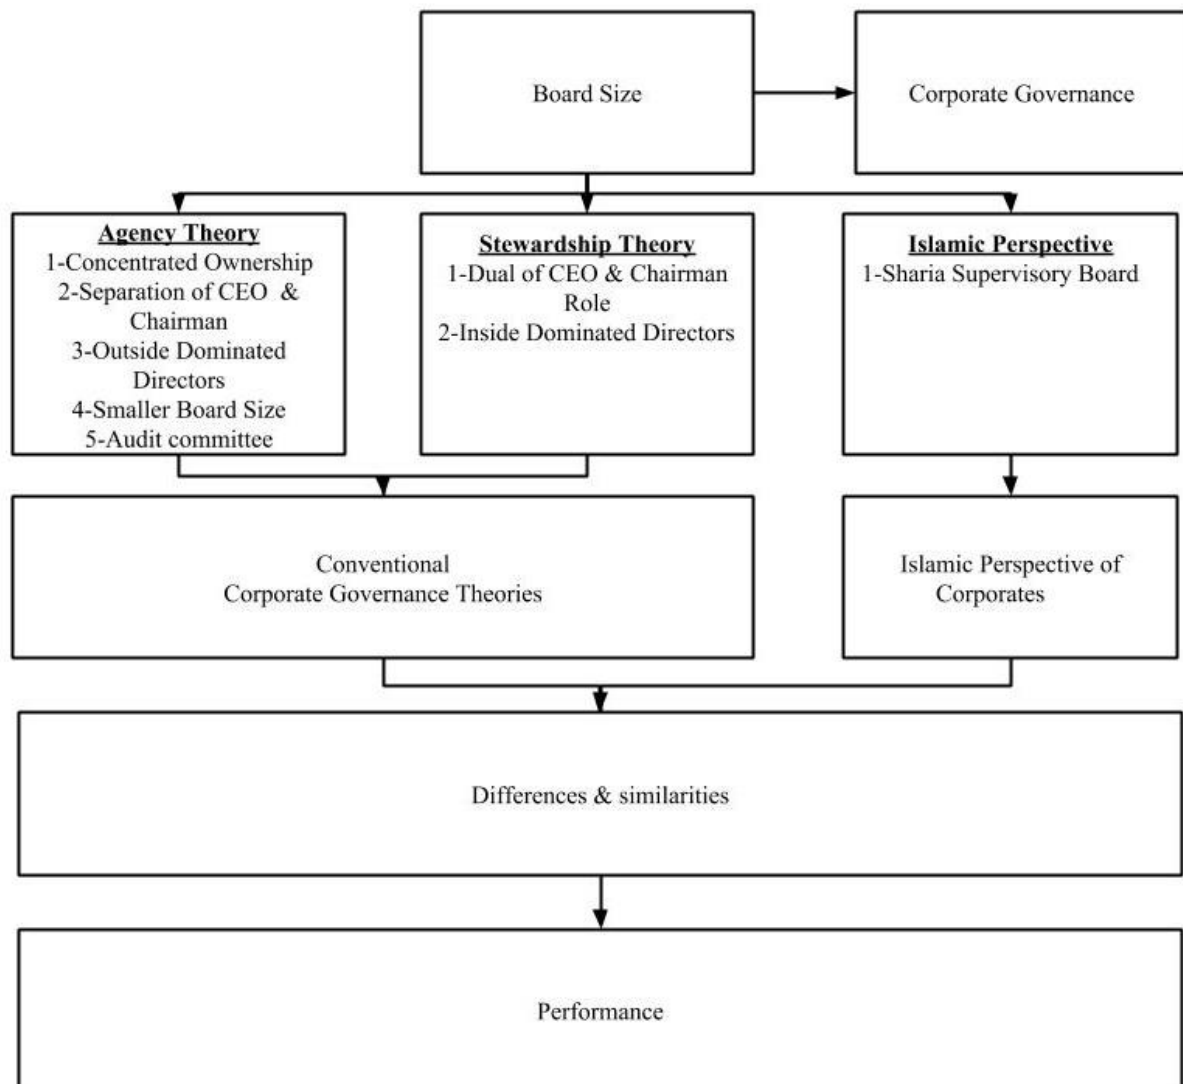 Board Size
Corporate Governance
Agency Theory
1-Concentrated Ownership
2-Separation of CEO &
Chairman
3-Outside Dominated
Directors
4-Smaller Board Size
5-Audit committee
Stewardship Theory
1-Dual of CEO & Chairman
Role
2-Inside Dominated Directors
Islamic Perspective
1-Sharia Supervisory Board
Conventional
Corporate Governance Theories
Islamic Perspective of
Corporates
Differences & similarities
Performance